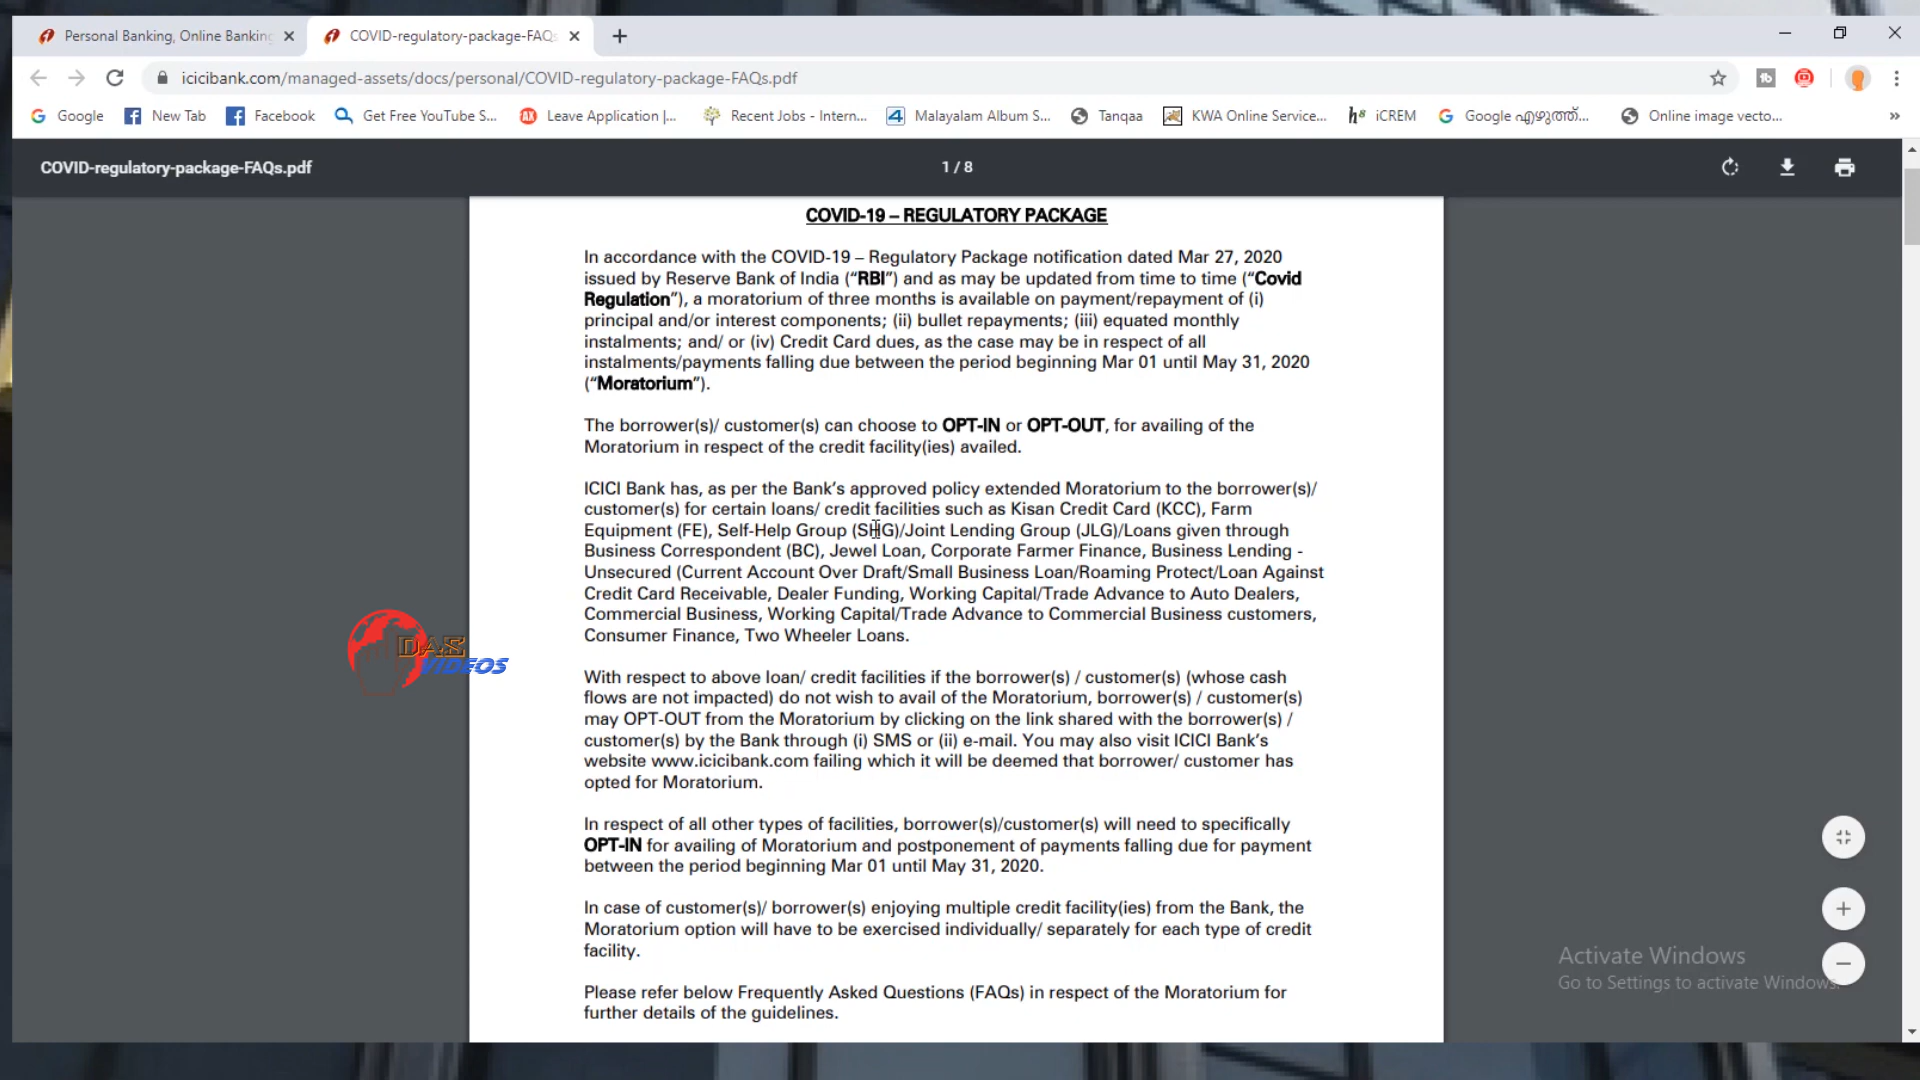 Personal Banking, Online Banking
COVID-regulatory-package-FAQs
icicibank.com/managed-assets/docs/personal/COVID-regulatory-package-FAQs.pdf
Google
New Tab
Facebook
Get Free YouTube S...
Leave Application |...
Recent Jobs - Intern...
Malayalam Album S...
Tanqaa
KWA Online Service...
iCREM
Google എഴുത്ത്...
Online image vecto...
COVID-regulatory-package-FAQs.pdf
1 / 8
COVID-19 – REGULATORY PACKAGE
In accordance with the COVID-19 – Regulatory Package notification dated Mar 27, 2020
issued by Reserve Bank of India (“RBI”) and as may be updated from time to time (“Covid
Regulation”), a moratorium of three months is available on payment/repayment of (i)
principal and/or interest components; (ii) bullet repayments; (iii) equated monthly
instalments; and/ or (iv) Credit Card dues, as the case may be in respect of all
instalments/payments falling due between the period beginning Mar 01 until May 31, 2020
(“Moratorium”).
The borrower(s)/ customer(s) can choose to OPT-IN or OPT-OUT, for availing of the
Moratorium in respect of the credit facility(ies) availed.
ICICI Bank has, as per the Bank’s approved policy extended Moratorium to the borrower(s)/
customer(s) for certain loans/ credit facilities such as Kisan Credit Card (KCC), Farm
Equipment (FE), Self-Help Group (SHG)/Joint Lending Group (JLG)/Loans given through
Business Correspondent (BC), Jewel Loan, Corporate Farmer Finance, Business Lending -
Unsecured (Current Account Over Draft/Small Business Loan/Roaming Protect/Loan Against
Credit Card Receivable, Dealer Funding, Working Capital/Trade Advance to Auto Dealers,
Commercial Business, Working Capital/Trade Advance to Commercial Business customers,
Consumer Finance, Two Wheeler Loans.
DAS
VIDEOS
With respect to above loan/ credit facilities if the borrower(s) / customer(s) (whose cash
flows are not impacted) do not wish to avail of the Moratorium, borrower(s) / customer(s)
may OPT-OUT from the Moratorium by clicking on the link shared with the borrower(s) /
customer(s) by the Bank through (i) SMS or (ii) e-mail. You may also visit ICICI Bank’s
website www.icicibank.com failing which it will be deemed that borrower/ customer has
opted for Moratorium.
In respect of all other types of facilities, borrower(s)/customer(s) will need to specifically
OPT-IN for availing of Moratorium and postponement of payments falling due for payment
between the period beginning Mar 01 until May 31, 2020.
In case of customer(s)/ borrower(s) enjoying multiple credit facility(ies) from the Bank, the
Moratorium option will have to be exercised individually/ separately for each type of credit
facility.
Please refer below Frequently Asked Questions (FAQs) in respect of the Moratorium for
further details of the guidelines.
Activate Windows
Go to Settings to activate Windows.